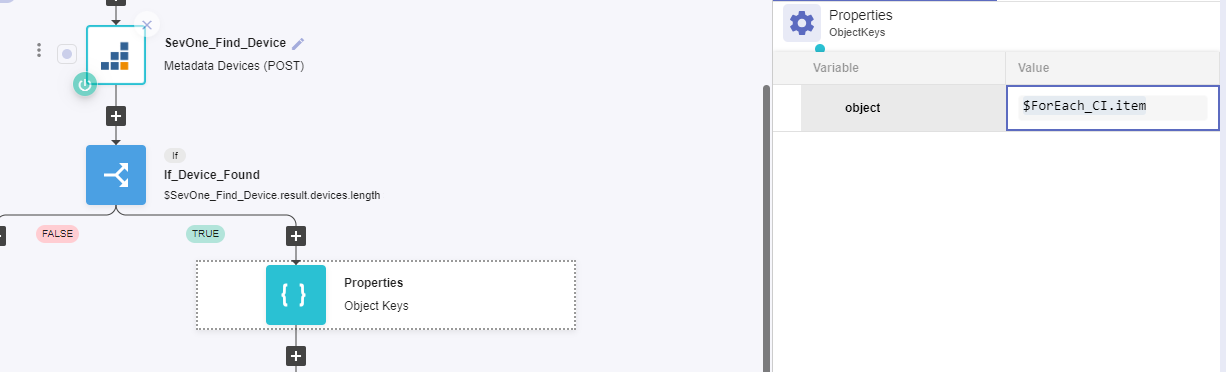 SevOne_Find_Device
Metadata Devices (POST)
If
If_Device_Found
$SevOne_Find_Device.result.devices.length
FALSE
TRUE
Properties
Object Keys
Properties
ObjectKeys
Variable
Value
object
$ForEach_CI.item